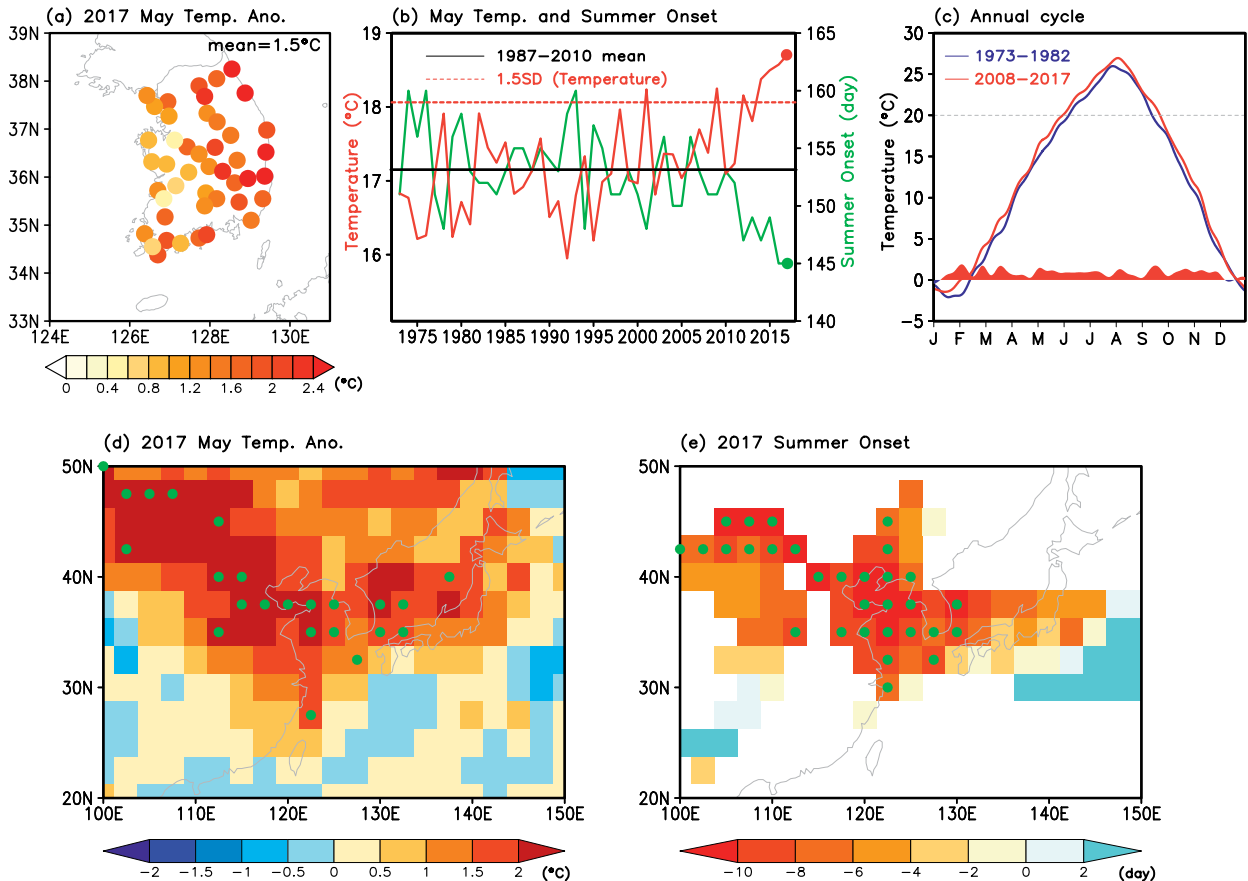 (a) 2017 May Temp. Ano.
mean=1.5°C
39N
38N
37N
36N
35N
34N
33N
124E 126E 128E 130E
0 0.4 0.8 1.2 1.6 2 2.4 (°C)
(b) May Temp. and Summer Onset
1987−2010 mean
1.5SD (Temperature)
Temperature (°C)
19
18
17
16
Summer Onset (day)
165
160
155
150
145
140
1975 1980 1985 1990 1995 2000 2005 2010 2015
(c) Annual cycle
1973−1982
2008−2017
Temperature (°C)
30
25
20
15
10
5
0
−5
J F M A M J J A S O N D
(d) 2017 May Temp. Ano.
50N
40N
30N
20N
100E 110E 120E 130E 140E 150E
−2 −1.5 −1 −0.5 0 0.5 1 1.5 2 (°C)
(e) 2017 Summer Onset
50N
40N
30N
20N
100E 110E 120E 130E 140E 150E
−10 −8 −6 −4 −2 0 2 (day)